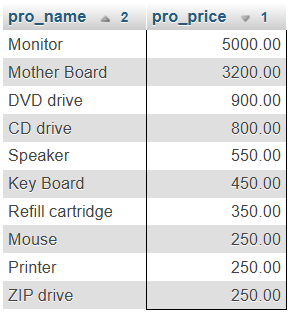 pro_name 2 pro_price 1
Monitor 5000.00
Mother Board 3200.00
DVD drive 900.00
CD drive 800.00
Speaker 550.00
Key Board 450.00
Refill cartridge 350.00
Mouse 250.00
Printer 250.00
ZIP drive 250.00